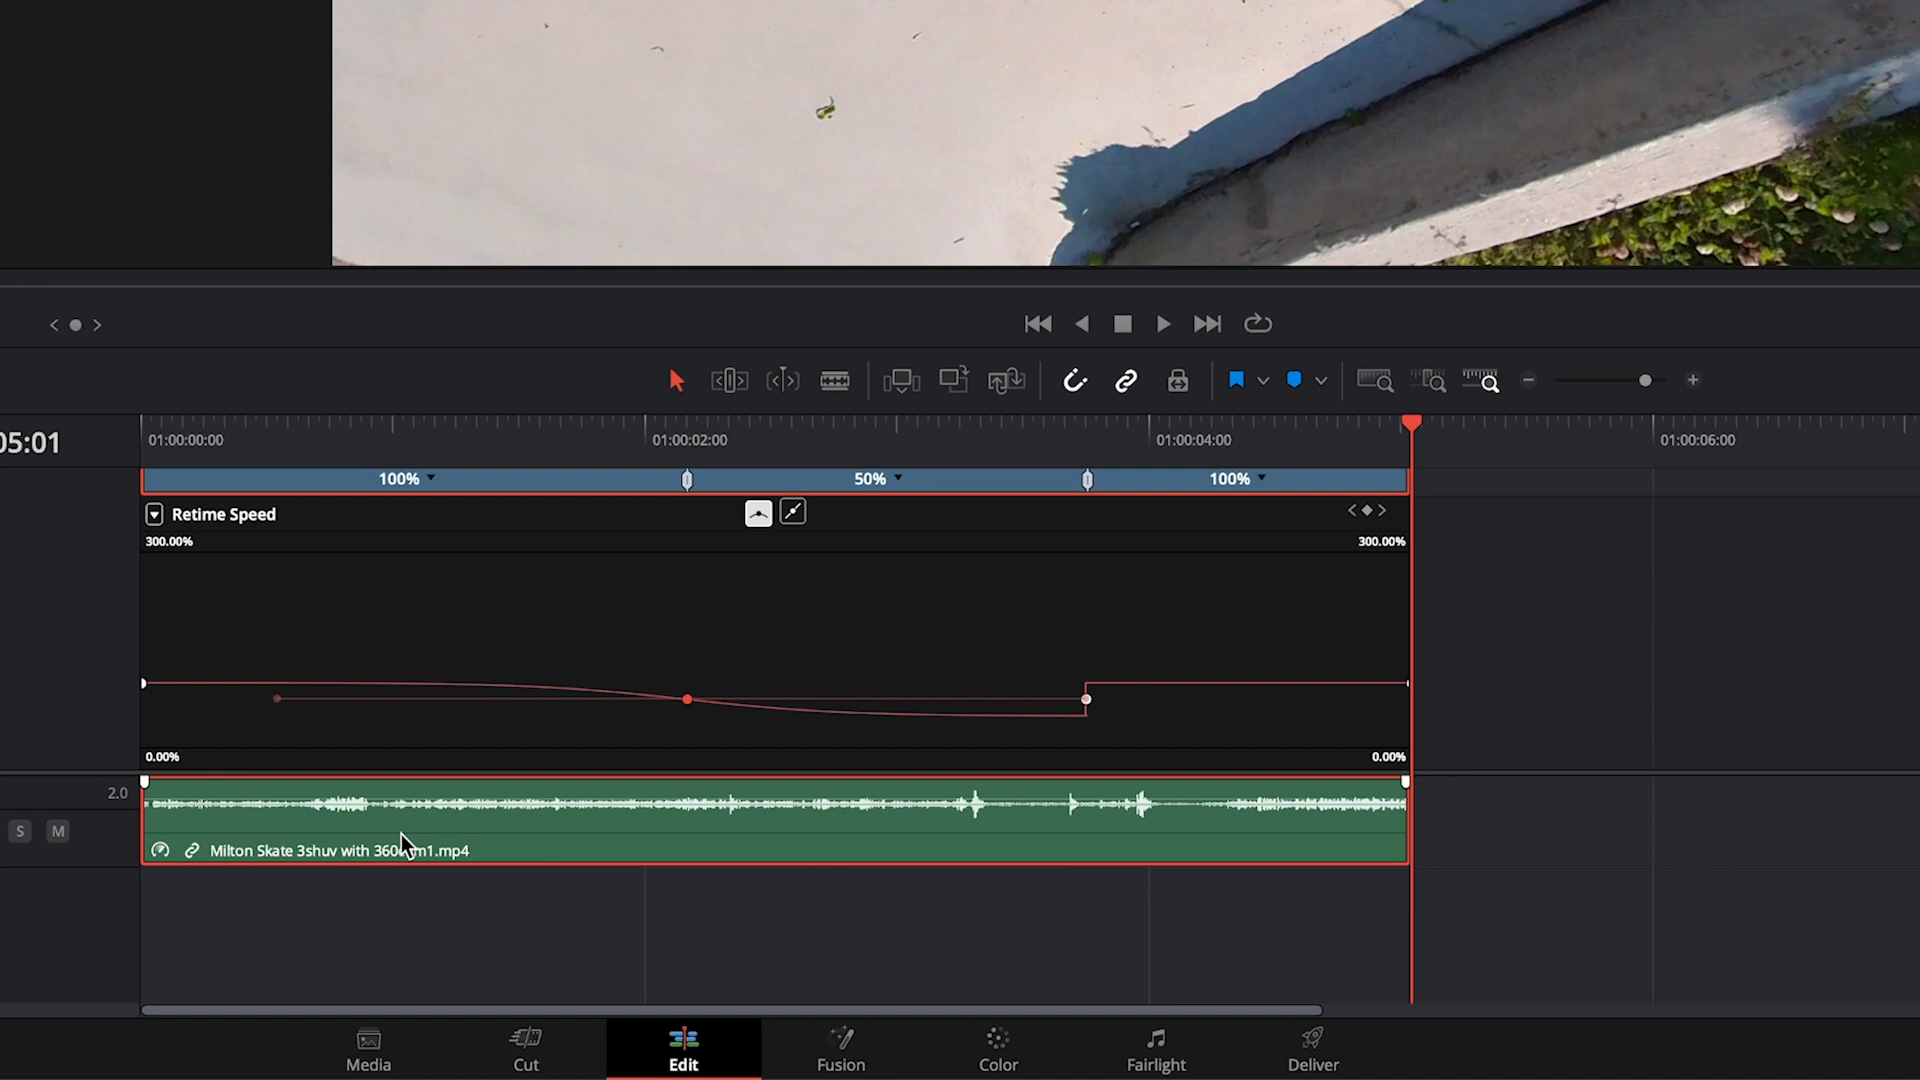 05:01
01:00:00:00
01:00:02:00
01:00:04:00
01:00:06:00
100%
50%
100%
Retime Speed
300.00%
300.00%
0.00%
0.00%
2.0
S
M
Milton Skate 3shuv with
m1.mp4
Media
Cut
Edit
Fusion
Color
Fairlight
Deliver